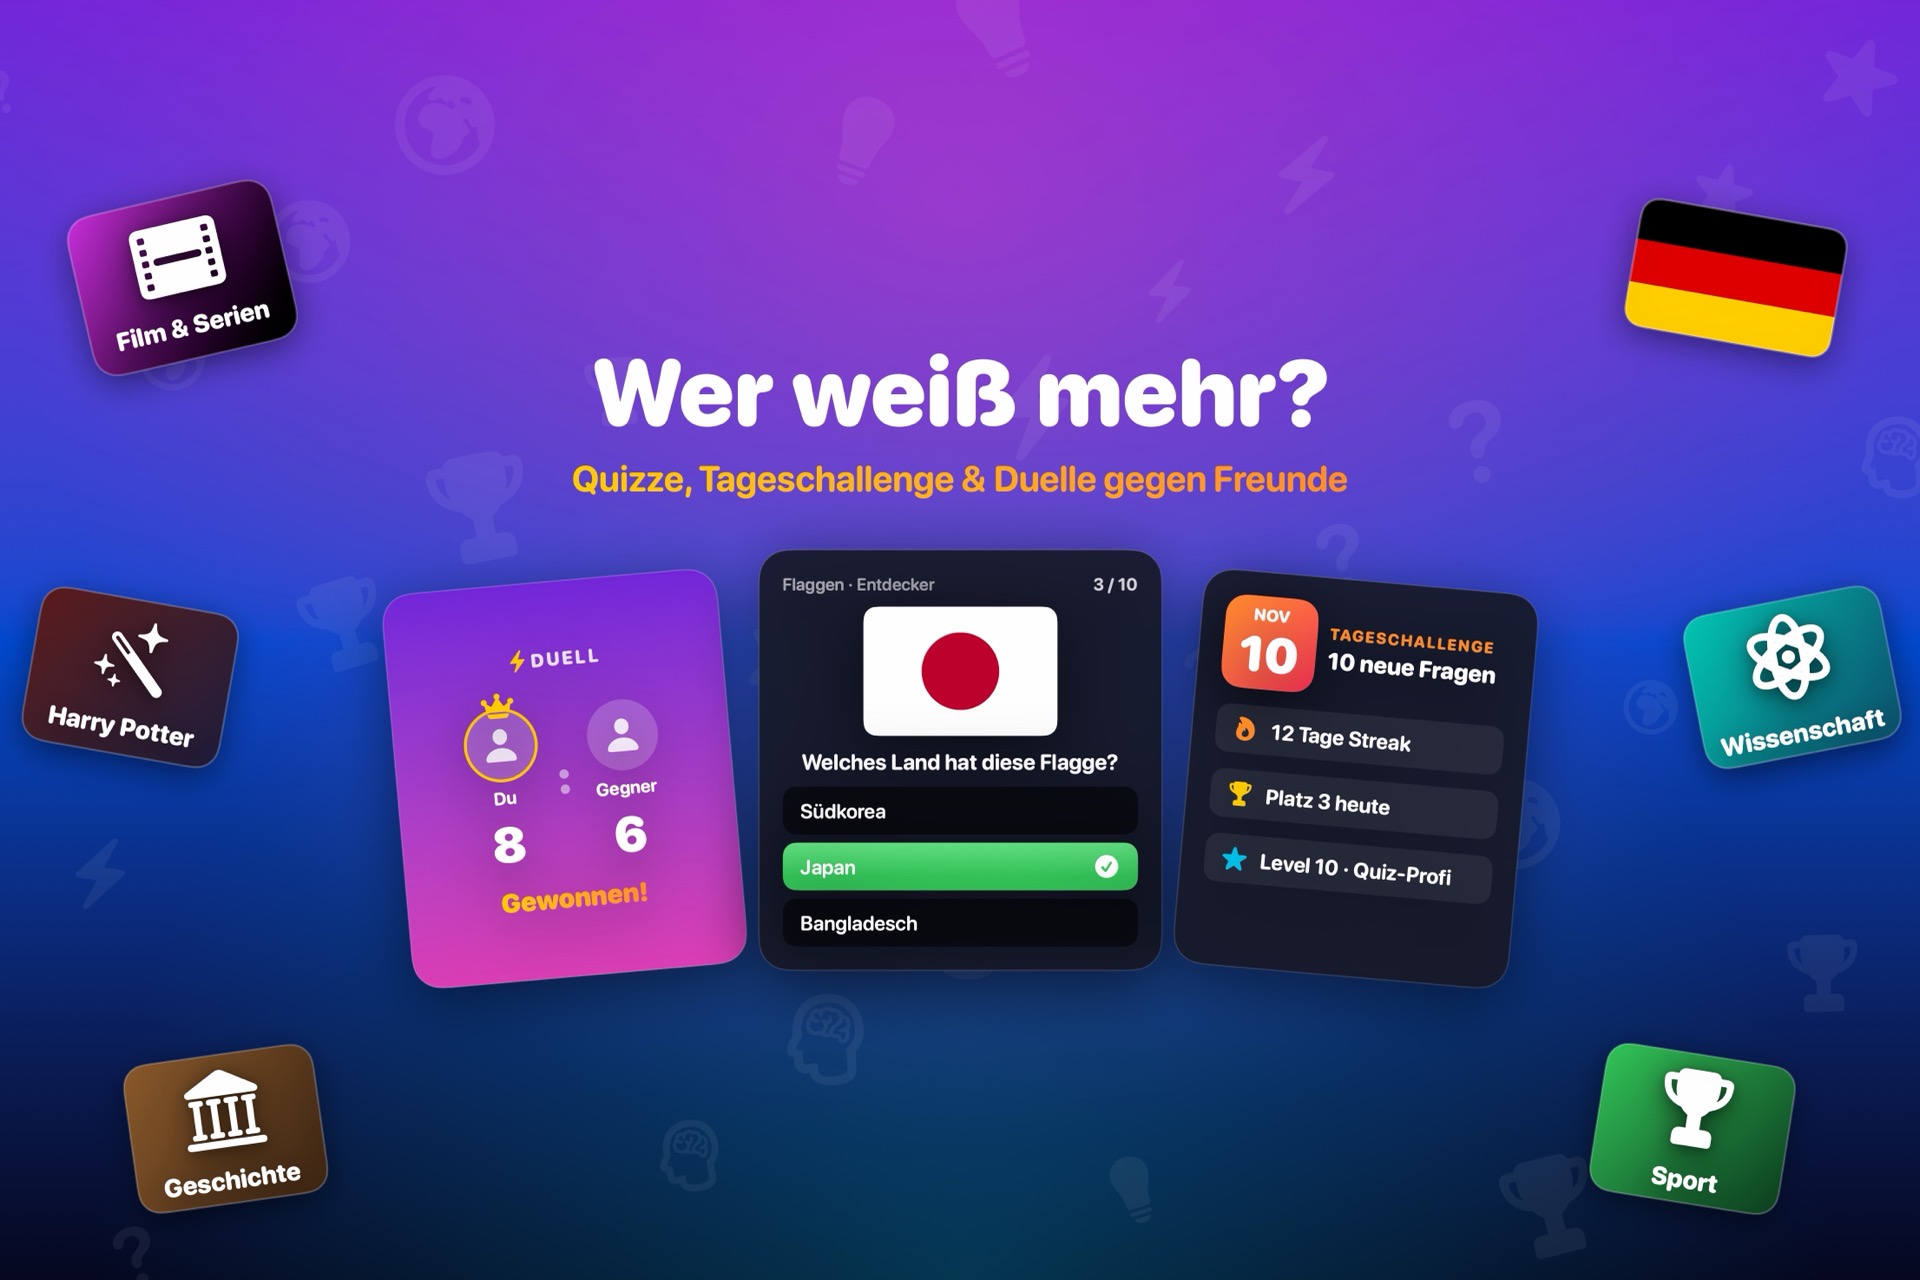 Film & Serien
Wer weiß mehr?
Quizze, Tageschallenge & Duelle gegen Freunde
Harry Potter
DUELL
Du
:
Gegner
8
6
Gewonnen!
Flaggen · Entdecker
3 / 10
Welches Land hat diese Flagge?
Südkorea
Japan
Bangladesch
NOV
10
TAGESCHALLENGE
10 neue Fragen
12 Tage Streak
Platz 3 heute
Level 10 · Quiz-Profi
Wissenschaft
Geschichte
Sport